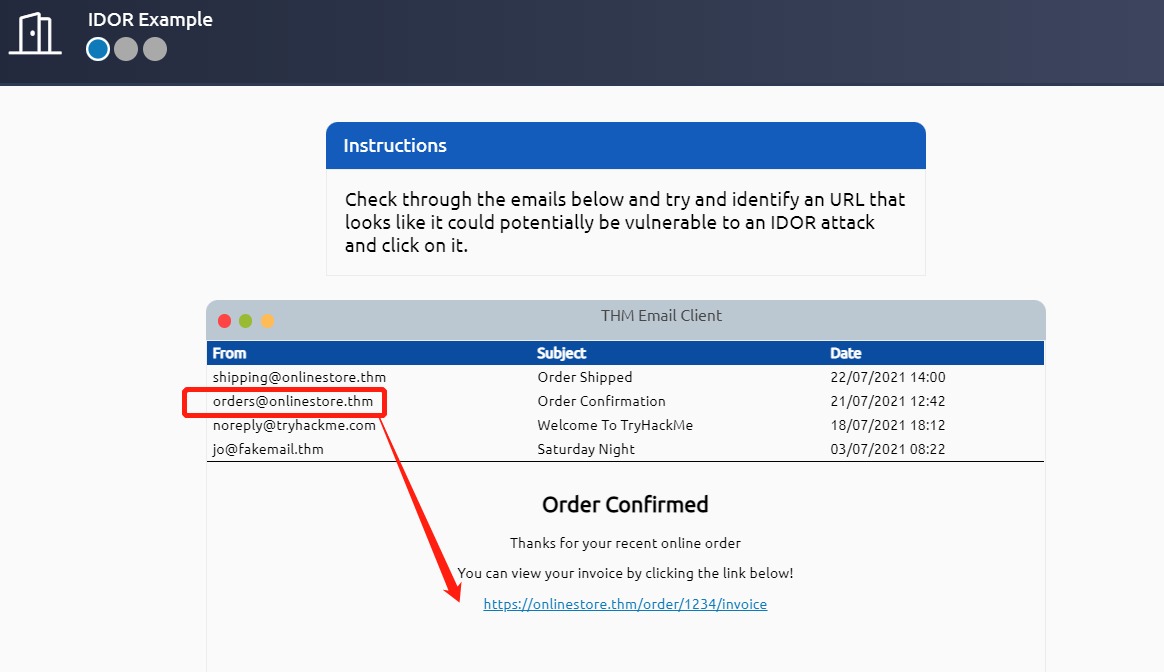 IDOR Example
Instructions
Check through the emails below and try and identify an URL that
looks like it could potentially be vulnerable to an IDOR attack
and click on it.
THM Email Client
From Subject Date
shipping@onlinestore.thm Order Shipped 22/07/2021 14:00
orders@onlinestore.thm Order Confirmation 21/07/2021 12:42
noreply@tryhackme.com Welcome To TryHackMe 18/07/2021 18:12
jo@fakemail.thm Saturday Night 03/07/2021 08:22
Order Confirmed
Thanks for your recent online order
You can view your invoice by clicking the link below!
https://onlinestore.thm/order/1234/invoice